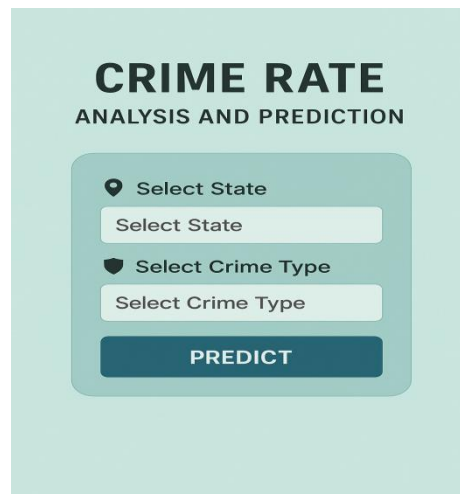 CRIME RATE
ANALYSIS AND PREDICTION
Select State
Select State
Select Crime Type
Select Crime Type
PREDICT